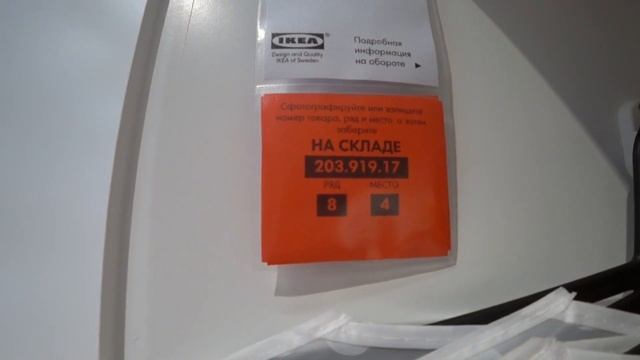 IKEA
Design and Quality
IKEA of Sweden
Подробная
информация
на обороте
Сфотографируйте или запишите
номер товара, ряд и место, а затем
заберите
НА СКЛАДЕ
203.919.17
РЯД МЕСТО
8 4